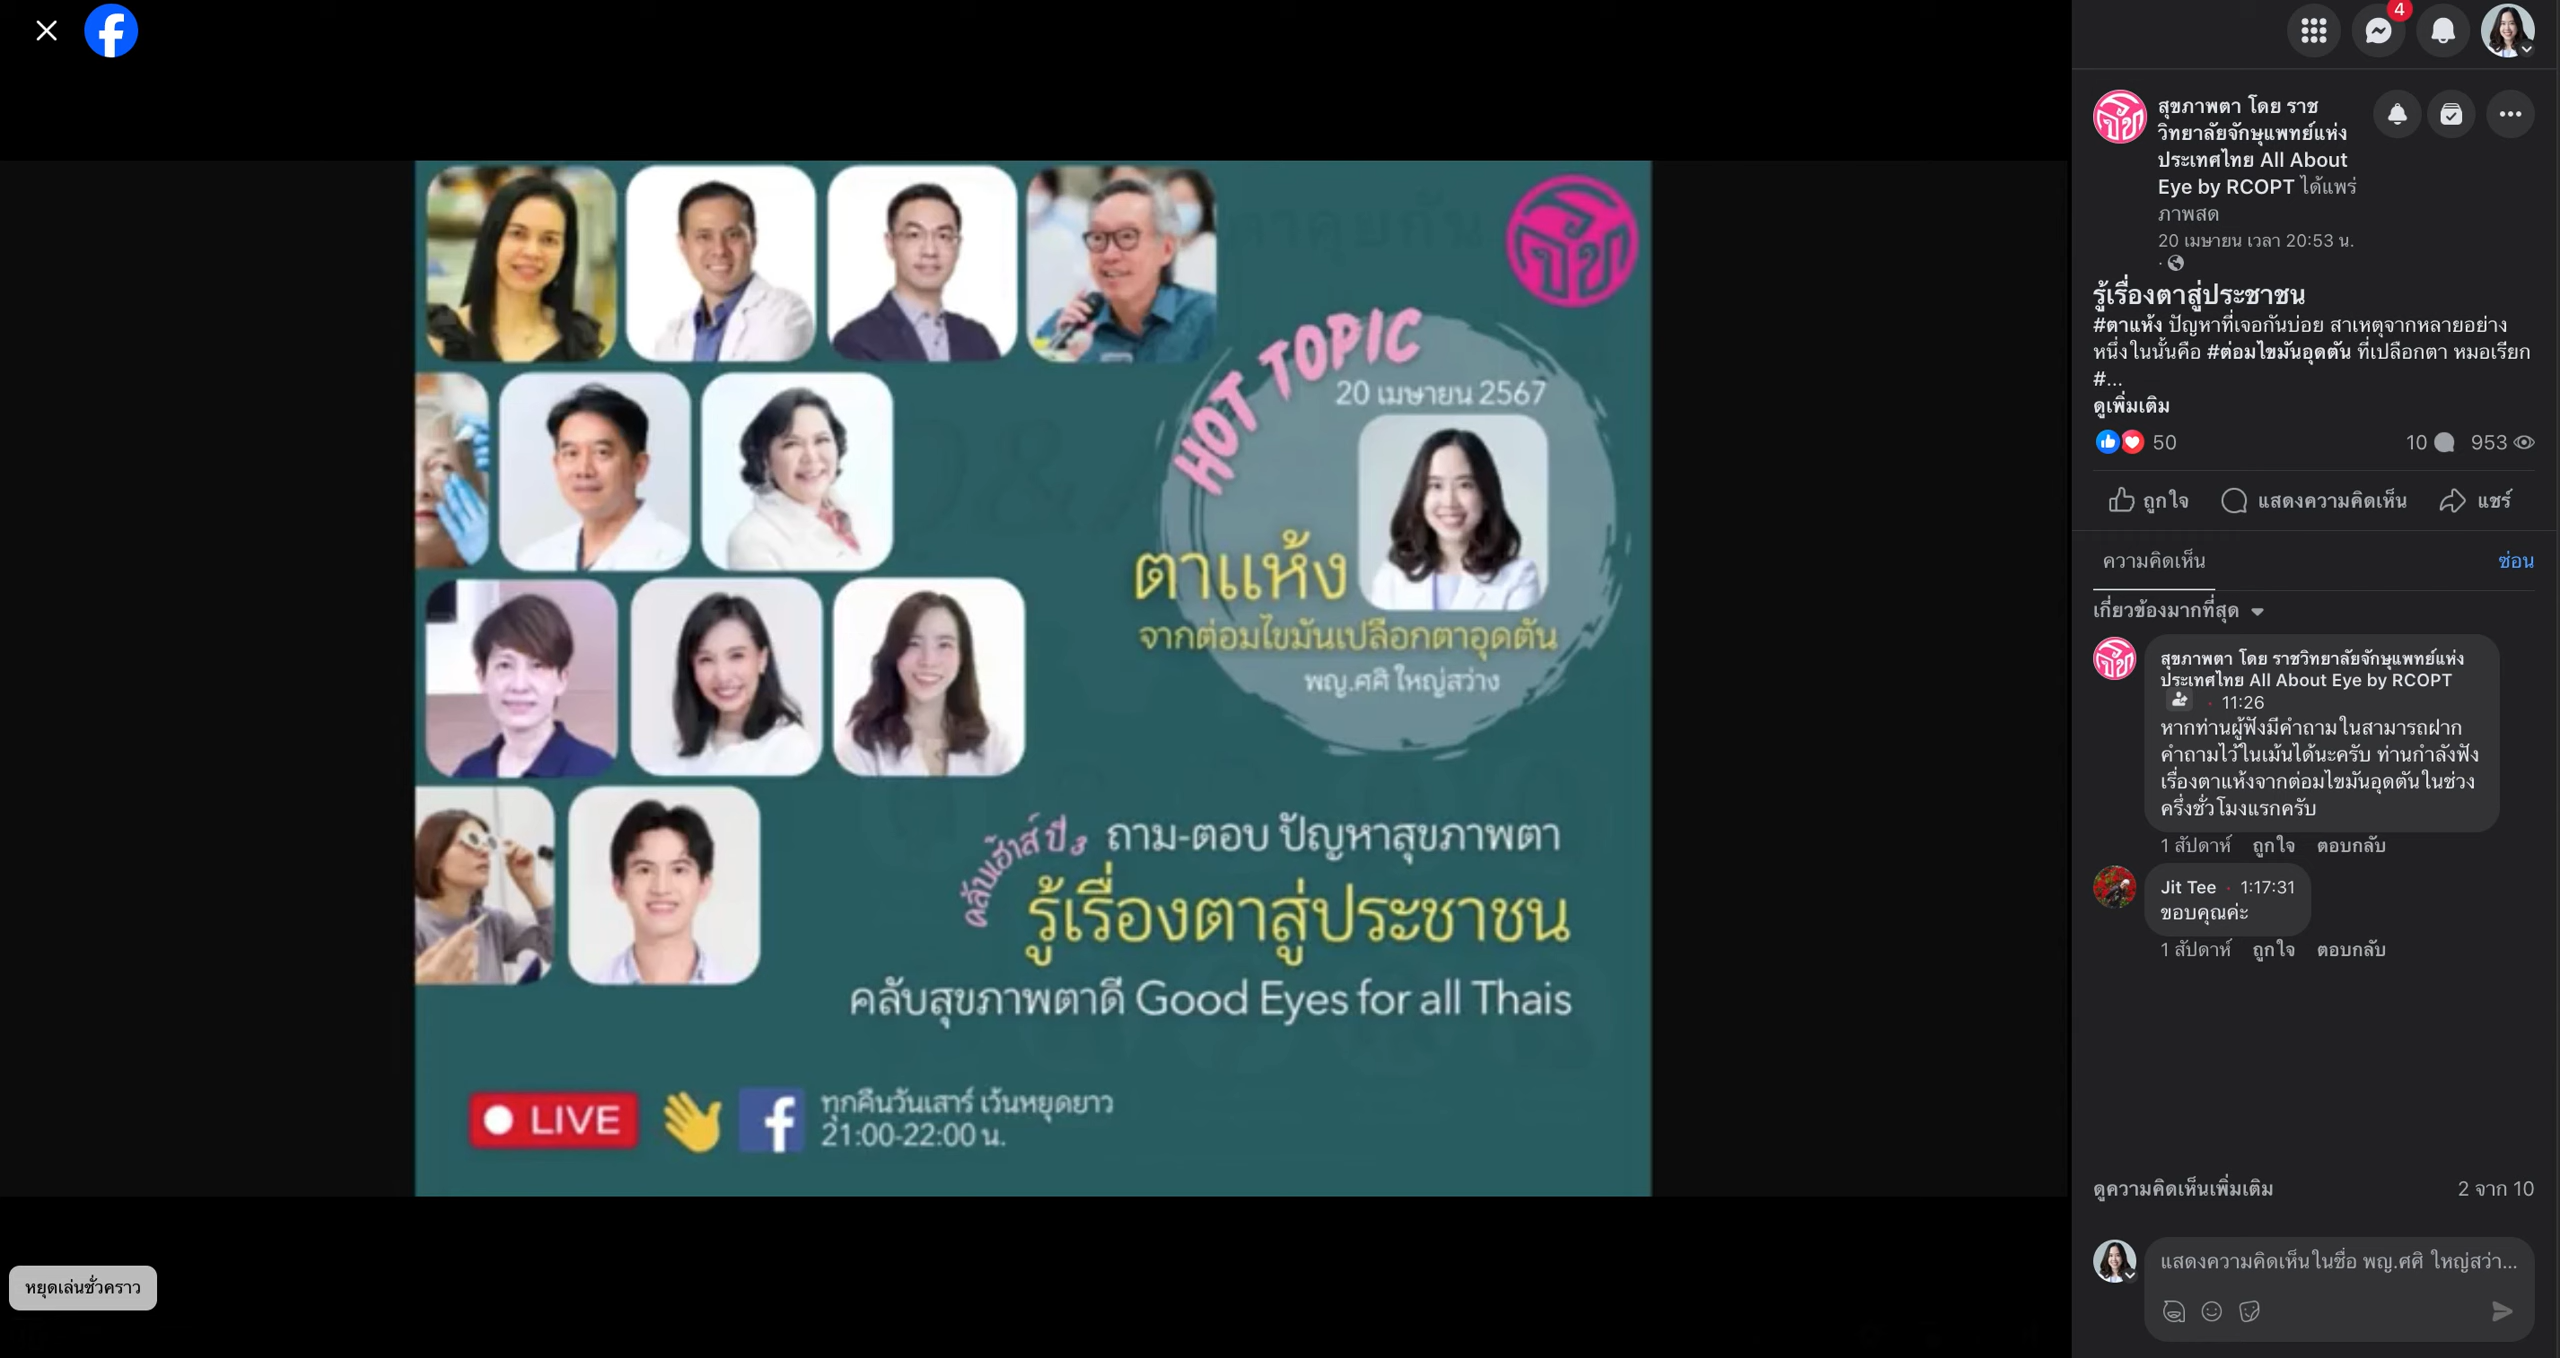 4
สุขภาพตา โดย ราช
วิทยาลัยจักษุแพทย์แห่ง
ประเทศไทย All About
Eye by RCOPT ได้แพร่
ภาพสด
20 เมษายน เวลา 20:53 น.
·
รู้เรื่องตาสู่ประชาชน
#ตาแห้ง ปัญหาที่เจอกันบ่อย สาเหตุจากหลายอย่าง
หนึ่งในนั้นคือ #ต่อมไขมันอุดตัน ที่เปลือกตา หมอเรียก
#...
ดูเพิ่มเติม
50
10 953
ถูกใจ แสดงความคิดเห็น แชร์
ความคิดเห็น ซ่อน
เกี่ยวข้องมากที่สุด
สุขภาพตา โดย ราชวิทยาลัยจักษุแพทย์แห่ง
ประเทศไทย All About Eye by RCOPT
· 11:26
หากท่านผู้ฟังมีคำถามในสามารถฝาก
คำถามไว้ในเม้นได้นะครับ ท่านกำลังฟัง
เรื่องตาแห้งจากต่อมไขมันอุดตันในช่วง
ครึ่งชั่วโมงแรกครับ
1 สัปดาห์ ถูกใจ ตอบกลับ
Jit Tee · 1:17:31
ขอบคุณค่ะ
1 สัปดาห์ ถูกใจ ตอบกลับ
ดูความคิดเห็นเพิ่มเติม 2 จาก 10
แสดงความคิดเห็นในชื่อ พญ.ศศิ ใหญ่สว่า...
HOT TOPIC
20 เมษายน 2567
ตาแห้ง
จากต่อมไขมันเปลือกตาอุดตัน
พญ.ศศิ ใหญ่สว่าง
คลับเฮ้าส์ ปี 3
ถาม-ตอบ ปัญหาสุขภาพตา
รู้เรื่องตาสู่ประชาชน
คลับสุขภาพตาดี Good Eyes for all Thais
LIVE
ทุกคืนวันเสาร์ เว้นหยุดยาว
21:00-22:00 น.
หยุดเล่นชั่วคราว